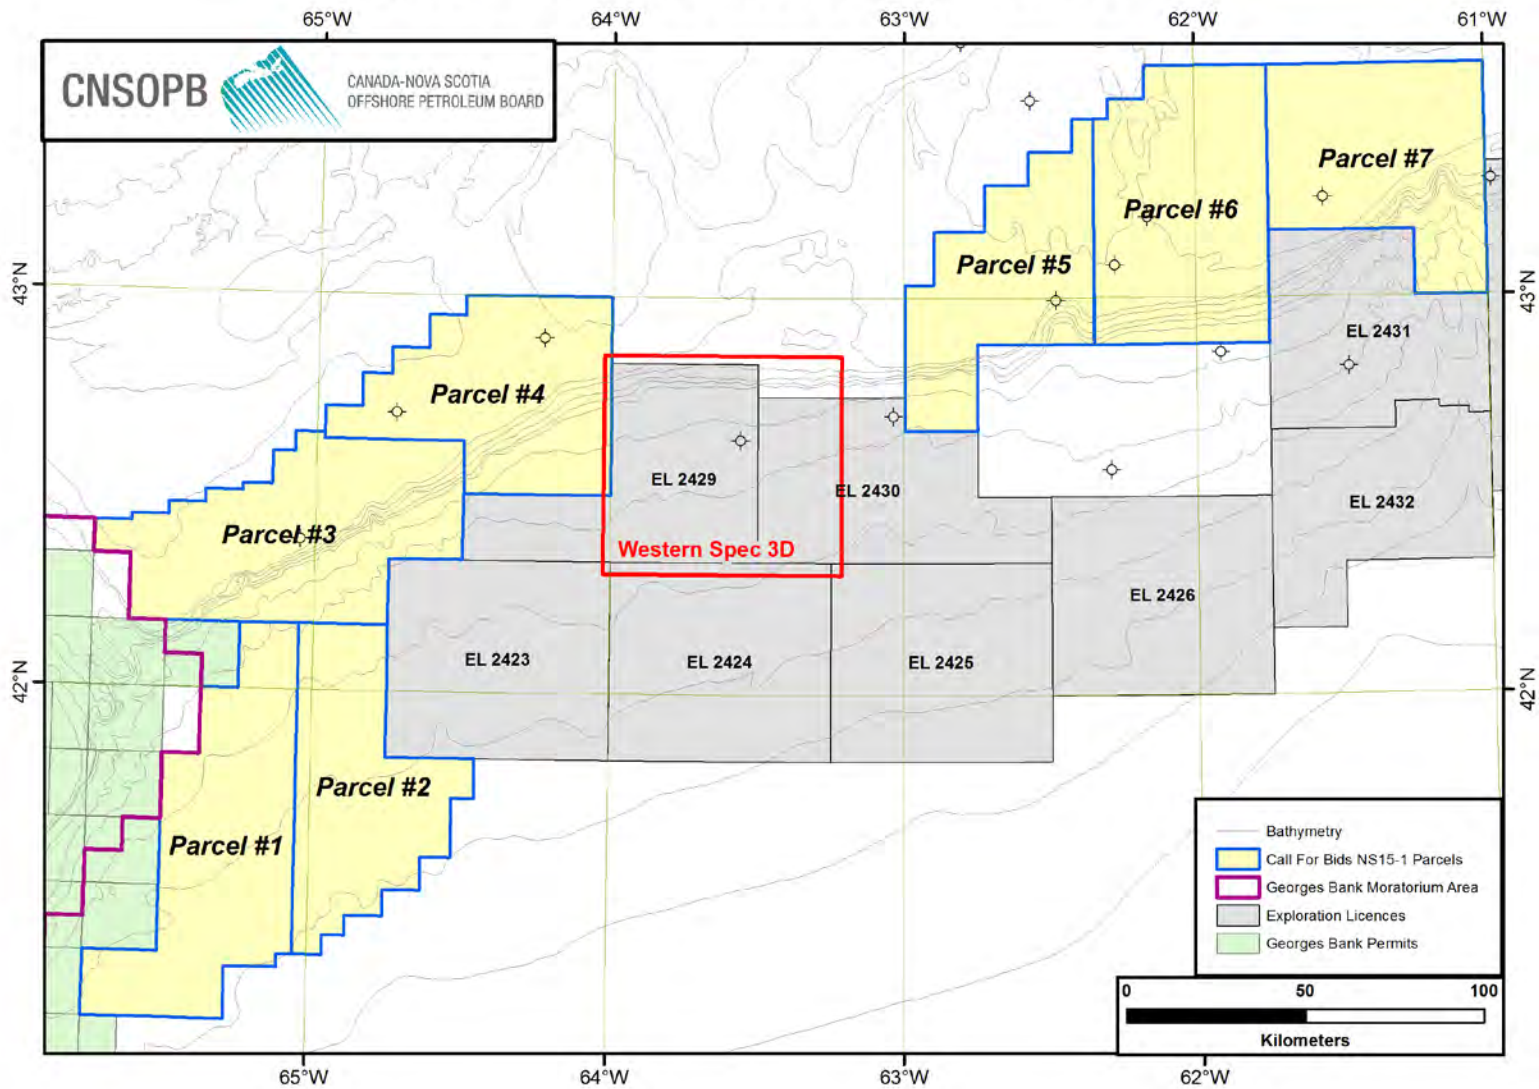 65°W 64°W 63°W 62°W 61°W
CNSOPB
CANADA-NOVA SCOTIA
OFFSHORE PETROLEUM BOARD
Parcel #7
Parcel #6
Parcel #5
43°N
43°N
EL 2431
Parcel #4
EL 2429
EL 2430
EL 2432
Parcel #3
Western Spec 3D
EL 2426
EL 2423
EL 2424
EL 2425
42°N
42°N
Parcel #2
Parcel #1
Bathymetry
Call For Bids NS15-1 Parcels
Georges Bank Moratorium Area
Exploration Licences
Georges Bank Permits
0 50 100
Kilometers
65°W 64°W 63°W 62°W